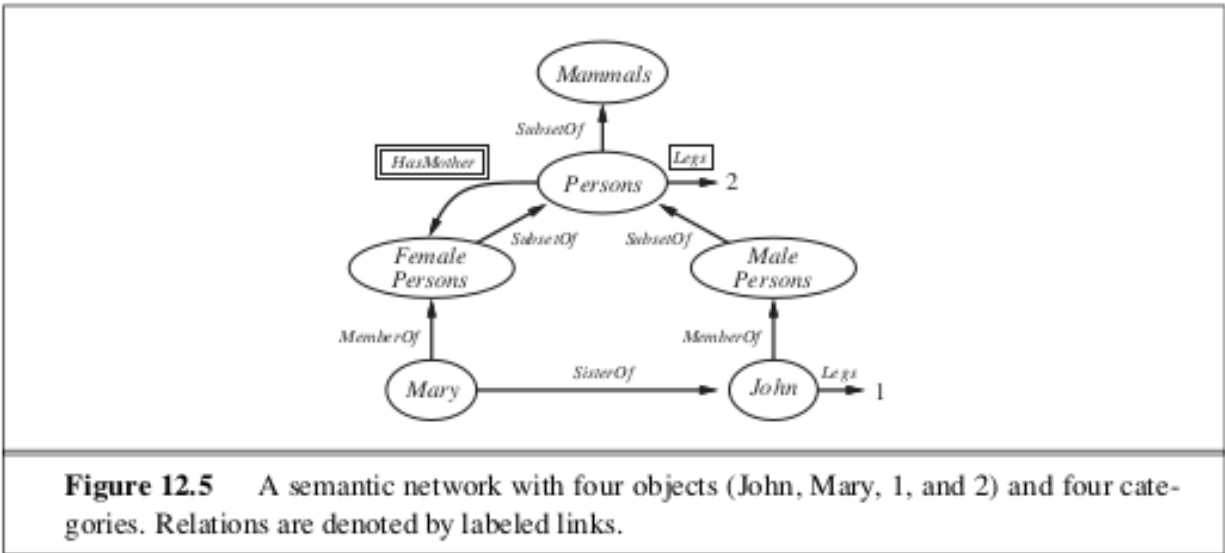 Mammals
SubsetOf
HasMother
Legs
Persons
2
SubsetOf
SubsetOf
Female
Persons
Male
Persons
MemberOf
MemberOf
Mary
SisterOf
John
Legs
1
Figure 12.5 A semantic network with four objects (John, Mary, 1, and 2) and four cate-
gories. Relations are denoted by labeled links.